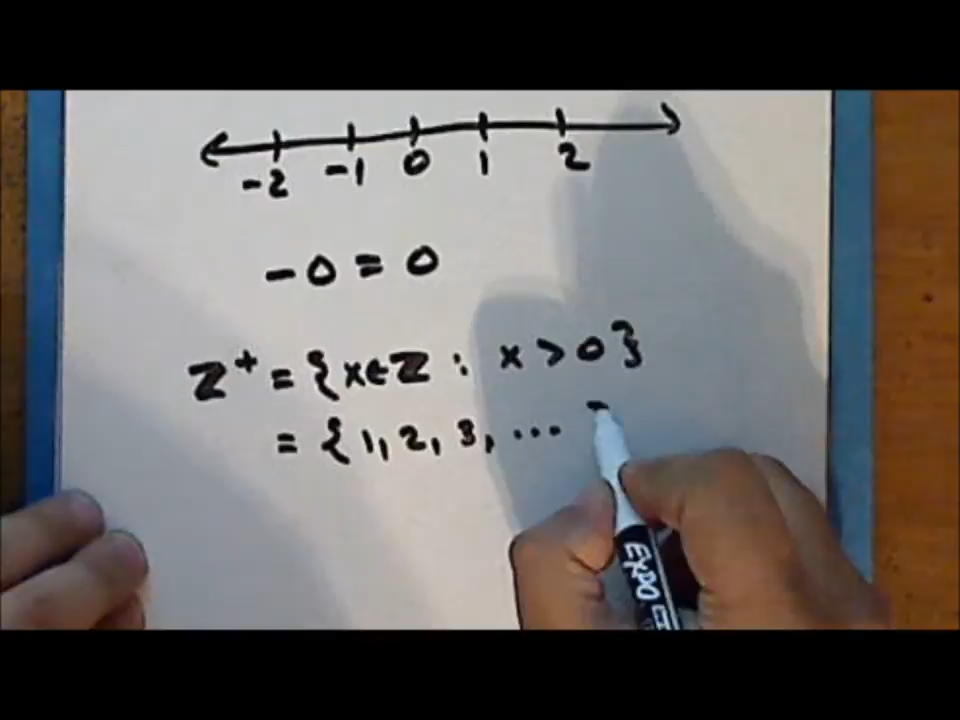 -2 -1 0 1 2
-0 = 0
Z⁺ = {x∈Z : x > 0}
= {1, 2, 3, ...
EXPO